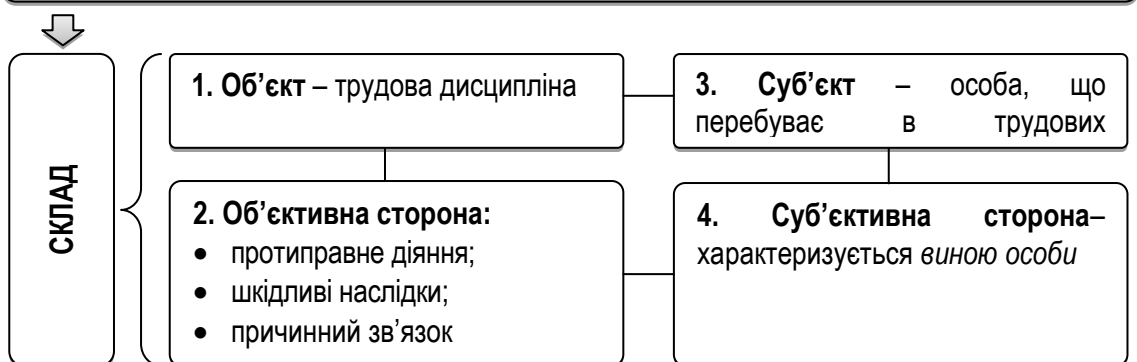 СКЛАД
1. Об’єкт – трудова дисципліна
2. Об’єктивна сторона:
• протиправне діяння;
• шкідливі наслідки;
• причинний зв’язок
3. Суб’єкт – особа, що
перебуває в трудових
4. Суб’єктивна сторона–
характеризується виною особи